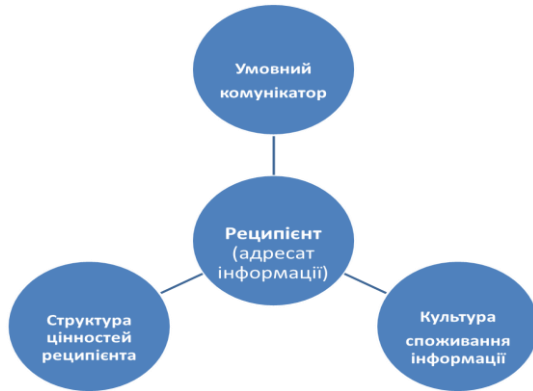 Умовний
комунікатор
Реципієнт
(адресат
інформації)
Структура
цінностей
реципієнта
Культура
споживання
інформації